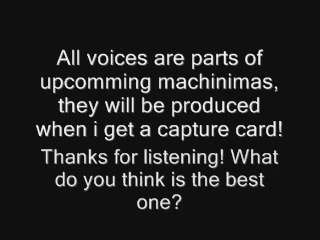 All voices are parts of
upcomming machinimas,
they will be produced
when i get a capture card!
Thanks for listening! What
do you think is the best
one?